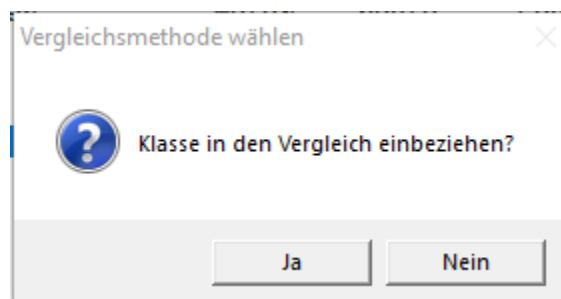 Vergleichsmethode wählen
Klasse in den Vergleich einbeziehen?
Ja
Nein